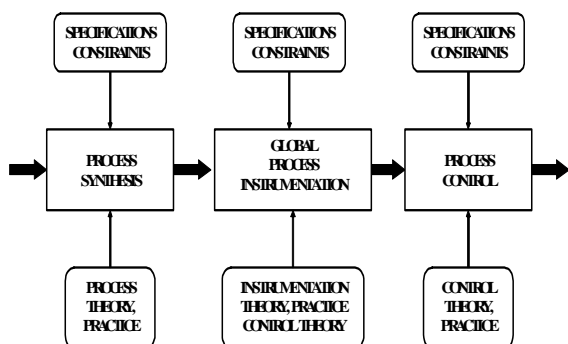 SPECIFICATIONS
CONSTRAINTS
SPECIFICATIONS
CONSTRAINTS
SPECIFICATIONS
CONSTRAINTS
PROCESS
SYNTHESIS
GLOBAL
PROCESS
INSTRUMENTATION
PROCESS
CONTROL
PROCESS
THEORY,
PRACTICE
INSTRUMENTATION
THEORY, PRACTICE
CONTROL THEORY
CONTROL
THEORY,
PRACTICE